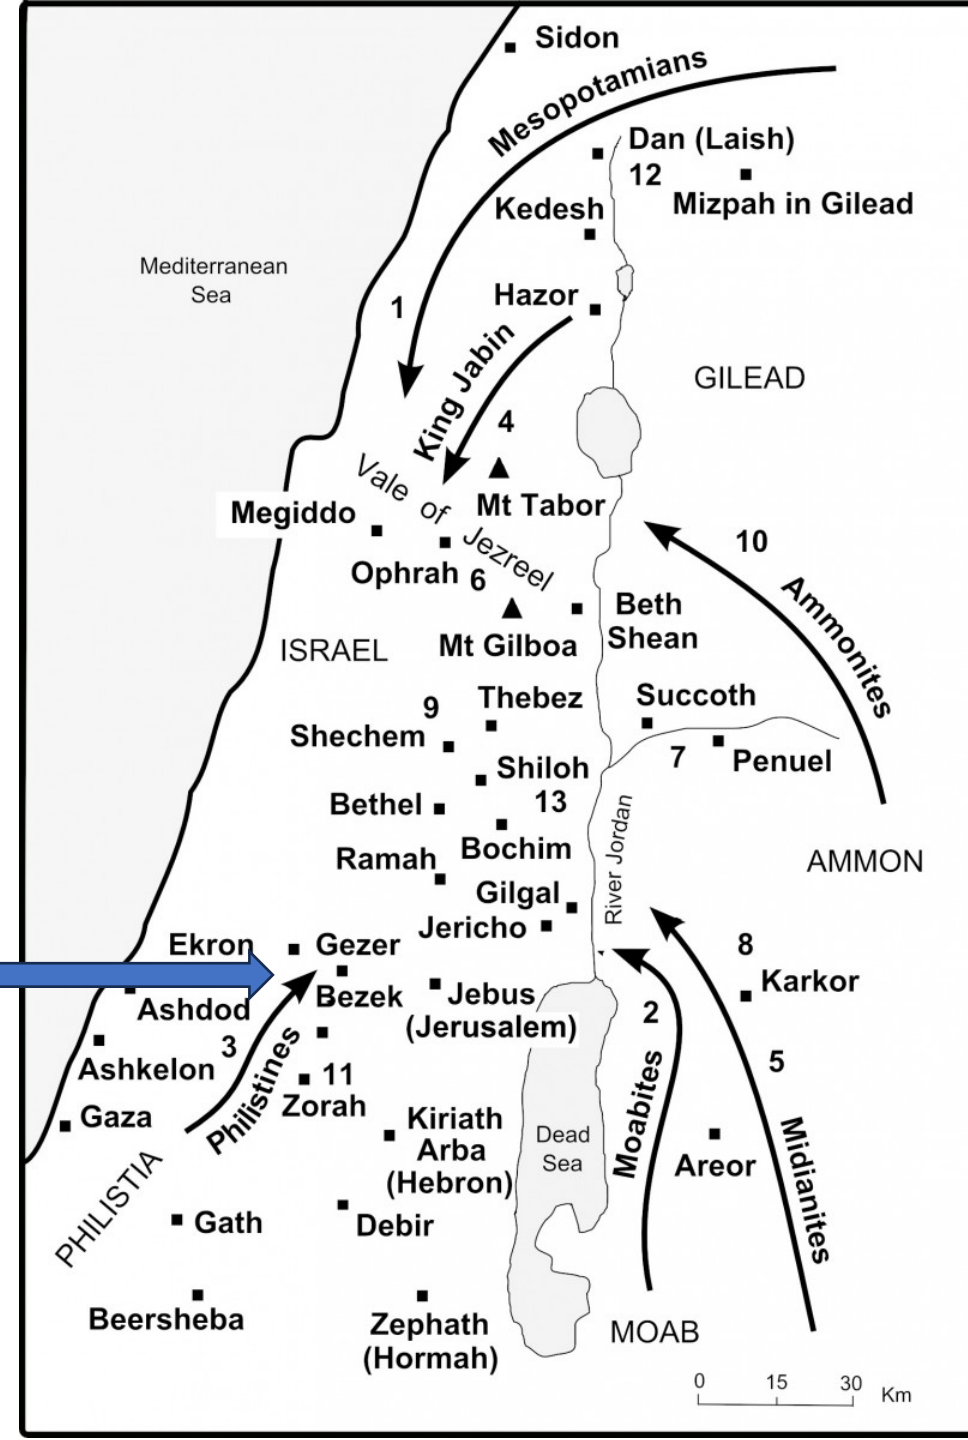 Sidon
Mesopotamians
Dan (Laish)
12
Mizpah in Gilead
Kedesh
Mediterranean
Sea
Hazor
1
King Jabin
GILEAD
4
Vale of Jezreel
Mt Tabor
Megiddo
10
Ophrah
6
Ammonites
Beth
Shean
Mt Gilboa
ISRAEL
Thebez
Succoth
9
Shechem
7
Penuel
Shiloh
13
Bethel
River Jordan
Bochim
Ramah
AMMON
Gilgal
Jericho
Ekron
Gezer
8
Karkor
Bezek
Jebus
(Jerusalem)
Ashdod
2
3
Philistines
5
Ashkelon
11
Zorah
Moabites
Gaza
Kiriath
Arba
(Hebron)
Dead
Sea
Areor
Midianites
PHILISTIA
Gath
Debir
Beersheba
Zephath
(Hormah)
MOAB
0 15 30 Km